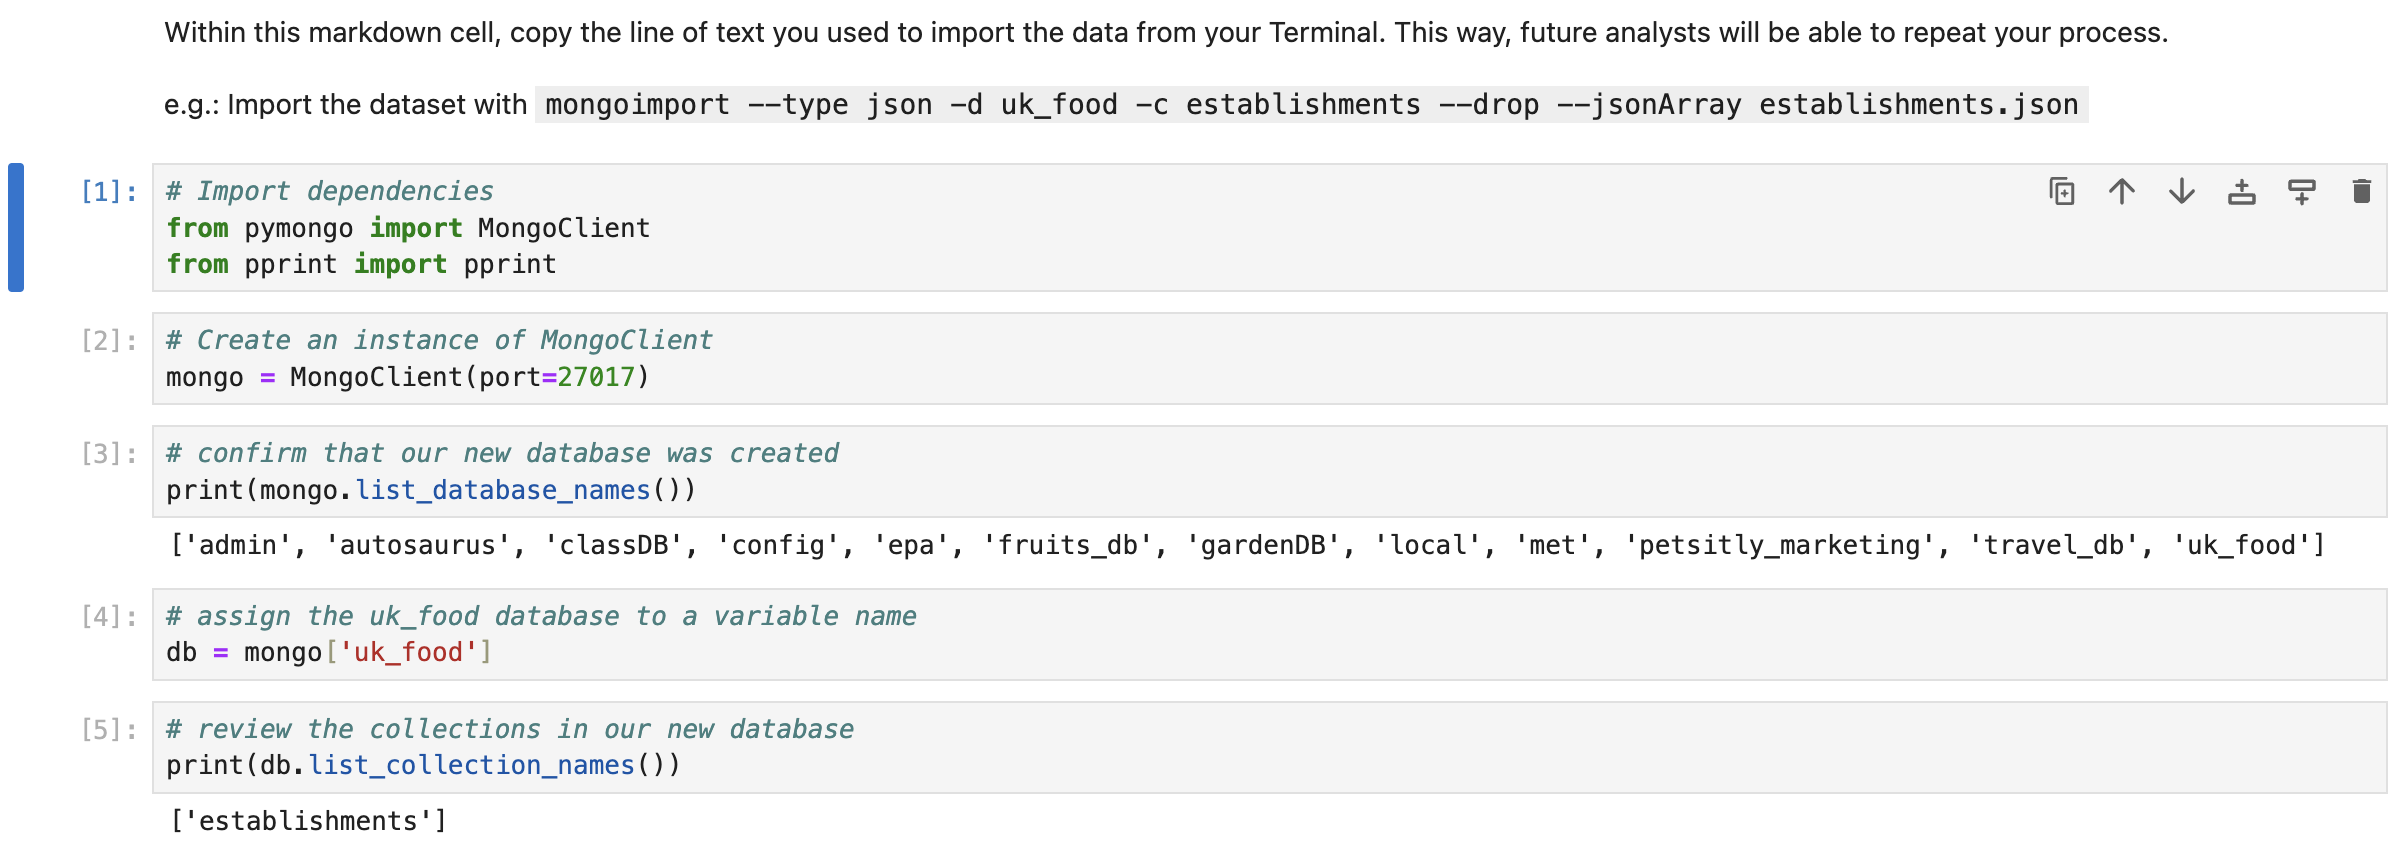 Within this markdown cell, copy the line of text you used to import the data from your Terminal. This way, future analysts will be able to repeat your process.
e.g.: Import the dataset with mongoimport --type json -d uk_food -c establishments --drop --jsonArray establishments.json
[1]: # Import dependencies
from pymongo import MongoClient
from pprint import pprint
[2]: # Create an instance of MongoClient
mongo = MongoClient(port=27017)
[3]: # confirm that our new database was created
print(mongo.list_database_names())
['admin', 'autosaurus', 'classDB', 'config', 'epa', 'fruits_db', 'gardenDB', 'local', 'met', 'petsitly_marketing', 'travel_db', 'uk_food']
[4]: # assign the uk_food database to a variable name
db = mongo['uk_food']
[5]: # review the collections in our new database
print(db.list_collection_names())
['establishments']